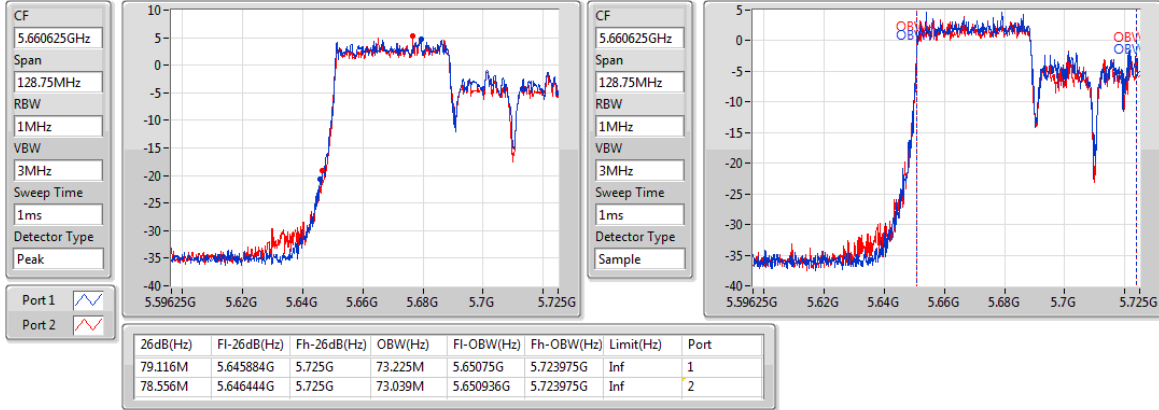 CF
5.660625GHz
Span
128.75MHz
RBW
1MHz
VBW
3MHz
Sweep Time
1ms
Detector Type
Peak
10
5
0
-5
-10
-15
-20
-25
-30
-35
-40
5.59625G 5.62G 5.64G 5.66G 5.68G 5.7G 5.725G
CF
5.660625GHz
Span
128.75MHz
RBW
1MHz
VBW
3MHz
Sweep Time
1ms
Detector Type
Sample
5
0
-5
-10
-15
-20
-25
-30
-35
-40
OBW
OBW
OBW
OBW
5.59625G 5.62G 5.64G 5.66G 5.68G 5.7G 5.725G
Port 1
Port 2
26dB(Hz) Fl-26dB(Hz) Fh-26dB(Hz) OBW(Hz) Fl-OBW(Hz) Fh-OBW(Hz) Limit(Hz) Port
79.116M 5.645884G 5.725G 73.225M 5.65075G 5.723975G Inf 1
78.556M 5.646444G 5.725G 73.039M 5.650936G 5.723975G Inf 2